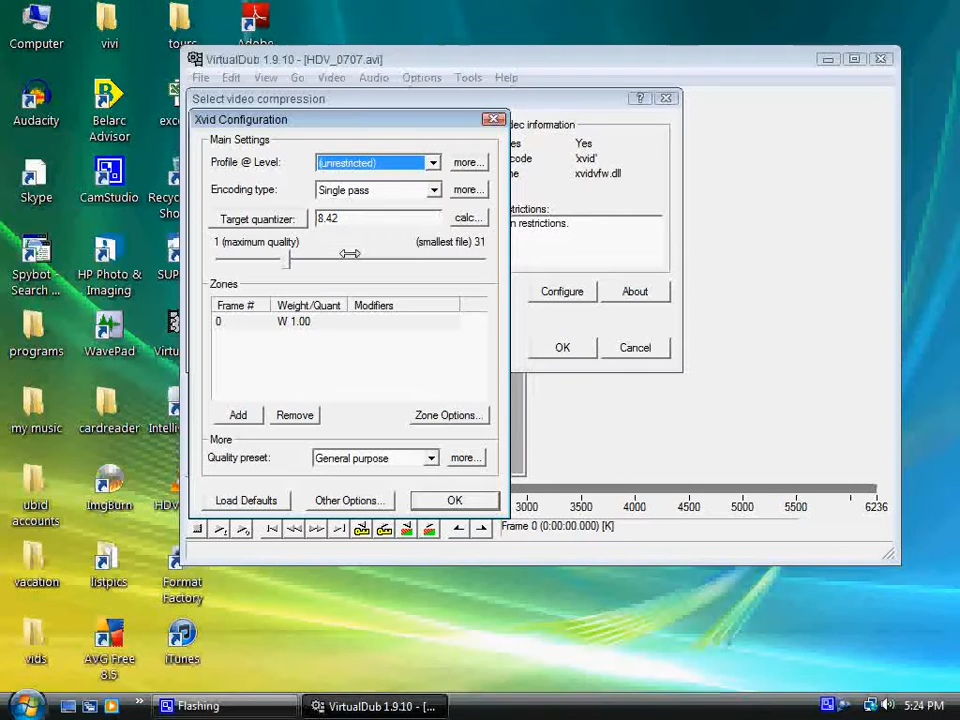 Computer
vivi
tours
Adobe
Audacity
Belarc
Advisor
Skype
CamStudio
Spybot -
Search ...
HP Photo &
Imaging
programs
WavePad
my music
cardreader
ubid
accounts
ImgBurn
vacation
listpics
Format
Factory
vids
AVG Free
8.5
iTunes
VirtualDub 1.9.10 - [HDV_0707.avi]
File Edit View Go Video Audio Options Tools Help
Select video compression
Xvid Configuration
Main Settings
Profile @ Level: (unrestricted) more...
Encoding type: Single pass more...
Target quantizer: 8.42 calc...
1 (maximum quality) (smallest file) 31
Zones
Frame # Weight/Quant Modifiers
0 W 1.00
Add Remove Zone Options...
More
Quality preset: General purpose more...
Load Defaults Other Options... OK
Yes
Yes
'xvid'
xvidvfw.dll
Configure About
OK Cancel
3000 3500 4000 4500 5000 5500 6236
Frame 0 (0:00:00.000) [K]
Flashing
VirtualDub 1.9.10 - [...
5:24 PM